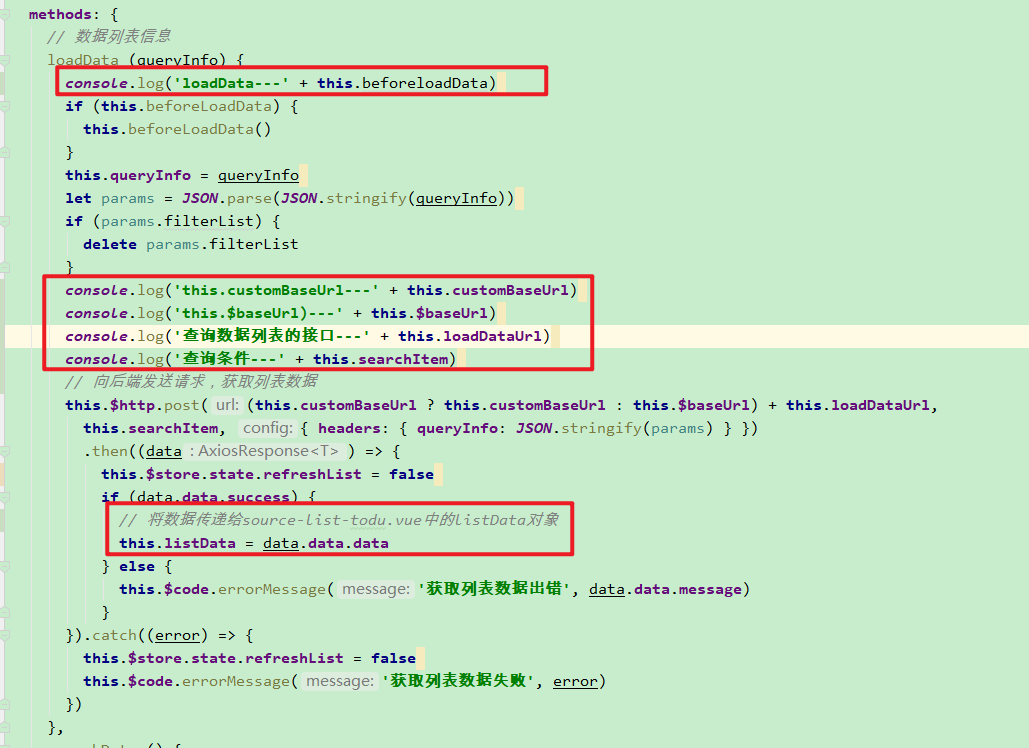 methods: {
// 数据列表信息
loadData (queryInfo) {
console.log('loadData---' + this.beforeloadData)
if (this.beforeLoadData) {
this.beforeLoadData()
}
this.queryInfo = queryInfo
let params = JSON.parse(JSON.stringify(queryInfo))
if (params.filterList) {
delete params.filterList
}
console.log('this.customBaseUrl---' + this.customBaseUrl)
console.log('this.$baseUrl)---' + this.$baseUrl)
console.log('查询数据列表的接口---' + this.loadDataUrl)
console.log('查询条件---' + this.searchItem)
// 向后端发送请求，获取列表数据
this.$http.post( url: (this.customBaseUrl ? this.customBaseUrl : this.$baseUrl) + this.loadDataUrl,
this.searchItem, config: { headers: { queryInfo: JSON.stringify(params) } })
.then((data : AxiosResponse<T> ) => {
this.$store.state.refreshList = false
if (data.data.success) {
// 将数据传递给source-list-todu.vue中的listData对象
this.listData = data.data.data
} else {
this.$code.errorMessage( message: '获取列表数据出错', data.data.message)
}
}).catch((error) => {
this.$store.state.refreshList = false
this.$code.errorMessage( message: '获取列表数据失败', error)
})
},